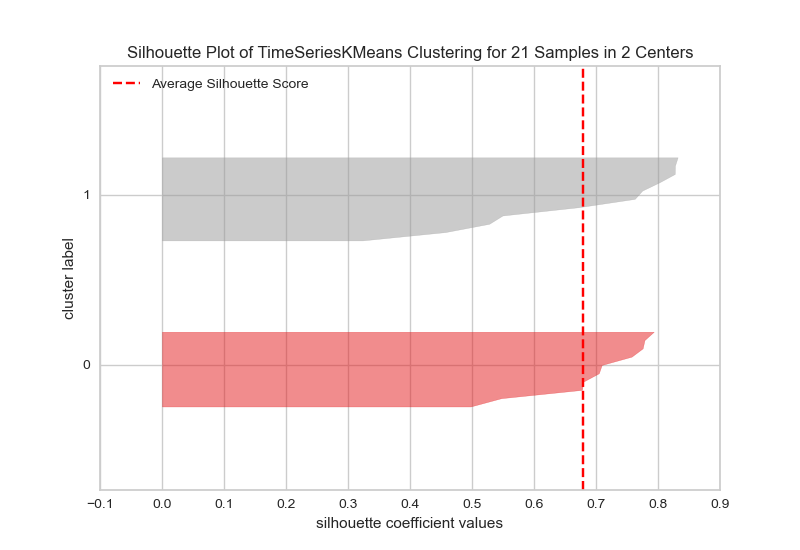 Silhouette Plot of TimeSeriesKMeans Clustering for 21 Samples in 2 Centers
Average Silhouette Score
1
cluster label
0
−0.1 0.0 0.1 0.2 0.3 0.4 0.5 0.6 0.7 0.8 0.9
silhouette coefficient values